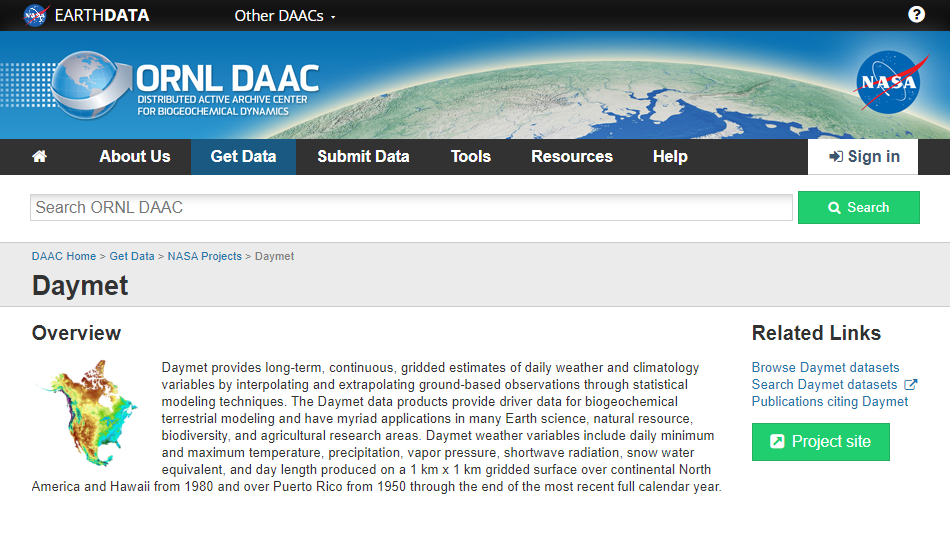 NASA EARTHDATA Other DAACs
ORNL DAAC
DISTRIBUTED ACTIVE ARCHIVE CENTER
FOR BIOGEOCHEMICAL DYNAMICS
NASA
About Us Get Data Submit Data Tools Resources Help Sign in
Search ORNL DAAC Search
DAAC Home > Get Data > NASA Projects > Daymet
Daymet
Overview
Daymet provides long-term, continuous, gridded estimates of daily weather and climatology
variables by interpolating and extrapolating ground-based observations through statistical
modeling techniques. The Daymet data products provide driver data for biogeochemical
terrestrial modeling and have myriad applications in many Earth science, natural resource,
biodiversity, and agricultural research areas. Daymet weather variables include daily minimum
and maximum temperature, precipitation, vapor pressure, shortwave radiation, snow water
equivalent, and day length produced on a 1 km x 1 km gridded surface over continental North
America and Hawaii from 1980 and over Puerto Rico from 1950 through the end of the most recent full calendar year.
Related Links
Browse Daymet datasets
Search Daymet datasets
Publications citing Daymet
Project site